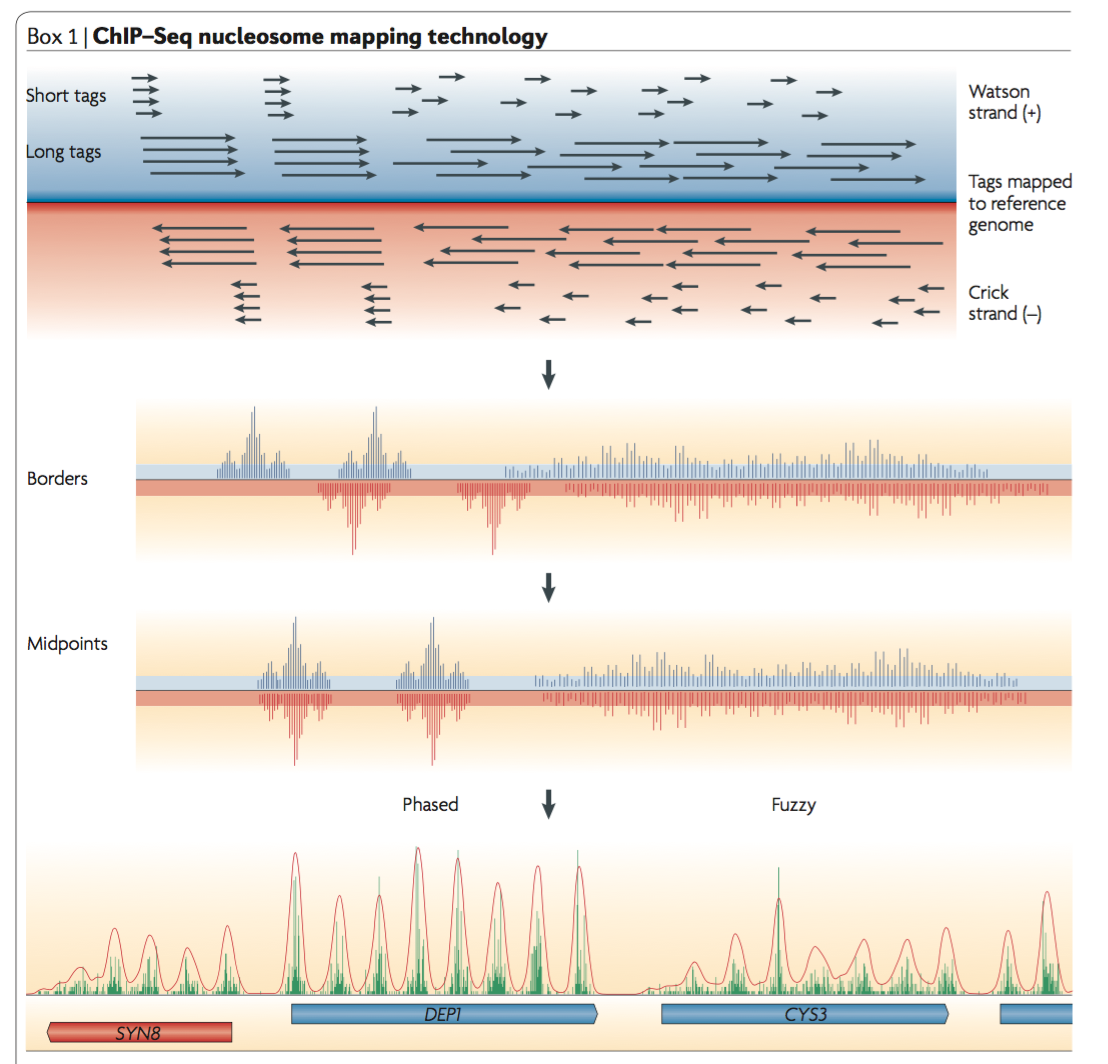 Box 1 | ChIP–Seq nucleosome mapping technology
Short tags
Watson
strand (+)
Long tags
Tags mapped
to reference
genome
Crick
strand (–)
Borders
Midpoints
Phased
Fuzzy
DEP1
CYS3
SYN8